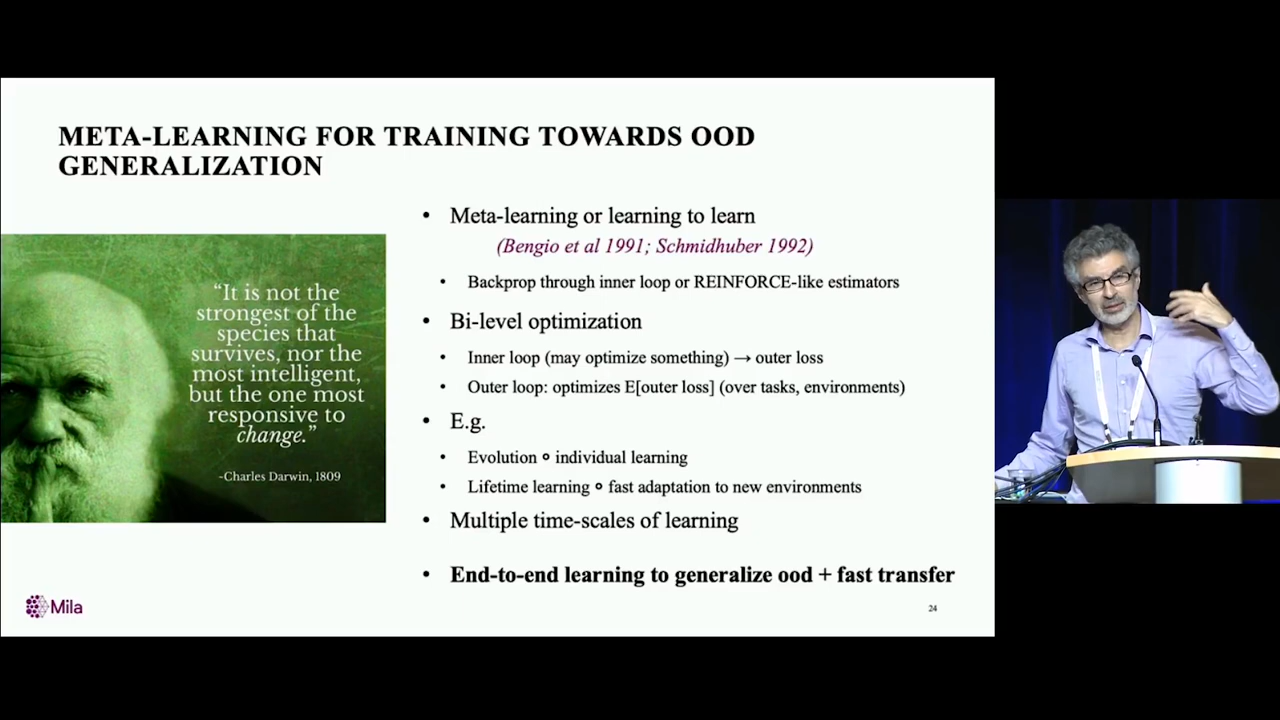 META-LEARNING FOR TRAINING TOWARDS OOD
GENERALIZATION
“It is not the
strongest of the
species that
survives, nor the
most intelligent,
but the one most
responsive to
change.”
-Charles Darwin, 1809
• Meta-learning or learning to learn
(Bengio et al 1991; Schmidhuber 1992)
• Backprop through inner loop or REINFORCE-like estimators
• Bi-level optimization
• Inner loop (may optimize something) → outer loss
• Outer loop: optimizes E[outer loss] (over tasks, environments)
• E.g.
• Evolution ⚬ individual learning
• Lifetime learning ⚬ fast adaptation to new environments
• Multiple time-scales of learning
• End-to-end learning to generalize ood + fast transfer
Mila
24